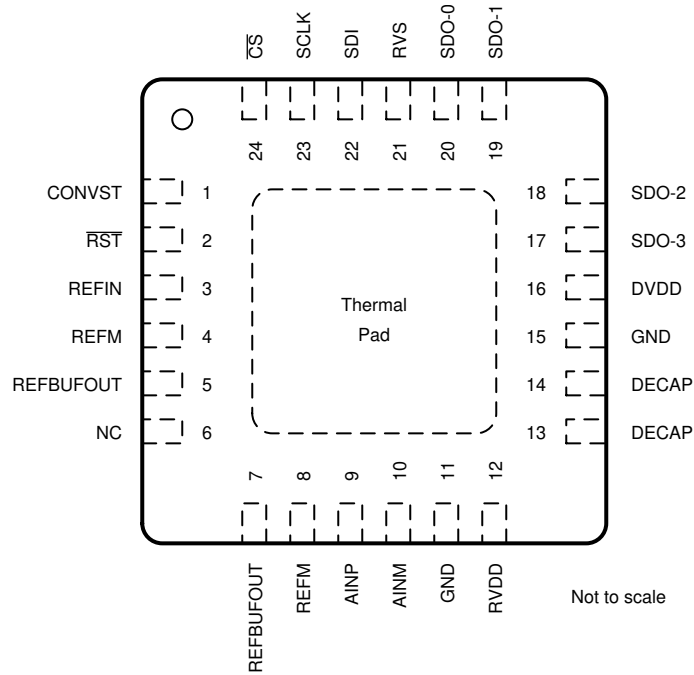 C̅S̅
SCLK
SDI
RVS
SDO-0
SDO-1
24
23
22
21
20
19
CONVST 1
R̅S̅T̅ 2
REFIN 3
REFM 4
REFBUFOUT 5
NC 6
18 SDO-2
17 SDO-3
16 DVDD
15 GND
14 DECAP
13 DECAP
Thermal
Pad
7
8
9
10
11
12
REFBUFOUT
REFM
AINP
AINM
GND
RVDD
Not to scale